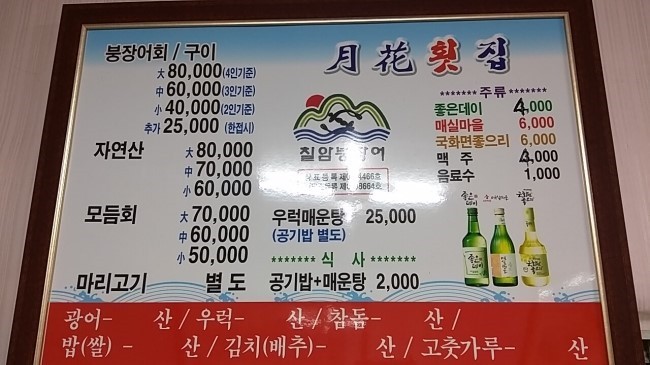 月花횟집
붕장어회 / 구이
大 80,000(4인기준)
中 60,000(3인기준)
小 40,000(2인기준)
추가 25,000 (한접시)
자연산
大 80,000
中 70,000
小 60,000
모듬회
大 70,000
中 60,000
小 50,000
마리고기 별도
칠암붕장어
우럭매운탕 25,000
(공기밥 별도)
******* 식 사 *******
공기밥+매운탕 2,000
******* 주류 *******
좋은데이 4,000
매실마을 6,000
국화면좋으리 6,000
맥 주 4,000
음료수 1,000
좋은데이
광어- 산 / 우럭- 산 / 참돔- 산 /
밥(쌀) - 산 / 김치(배추)- 산 / 고춧가루- 산